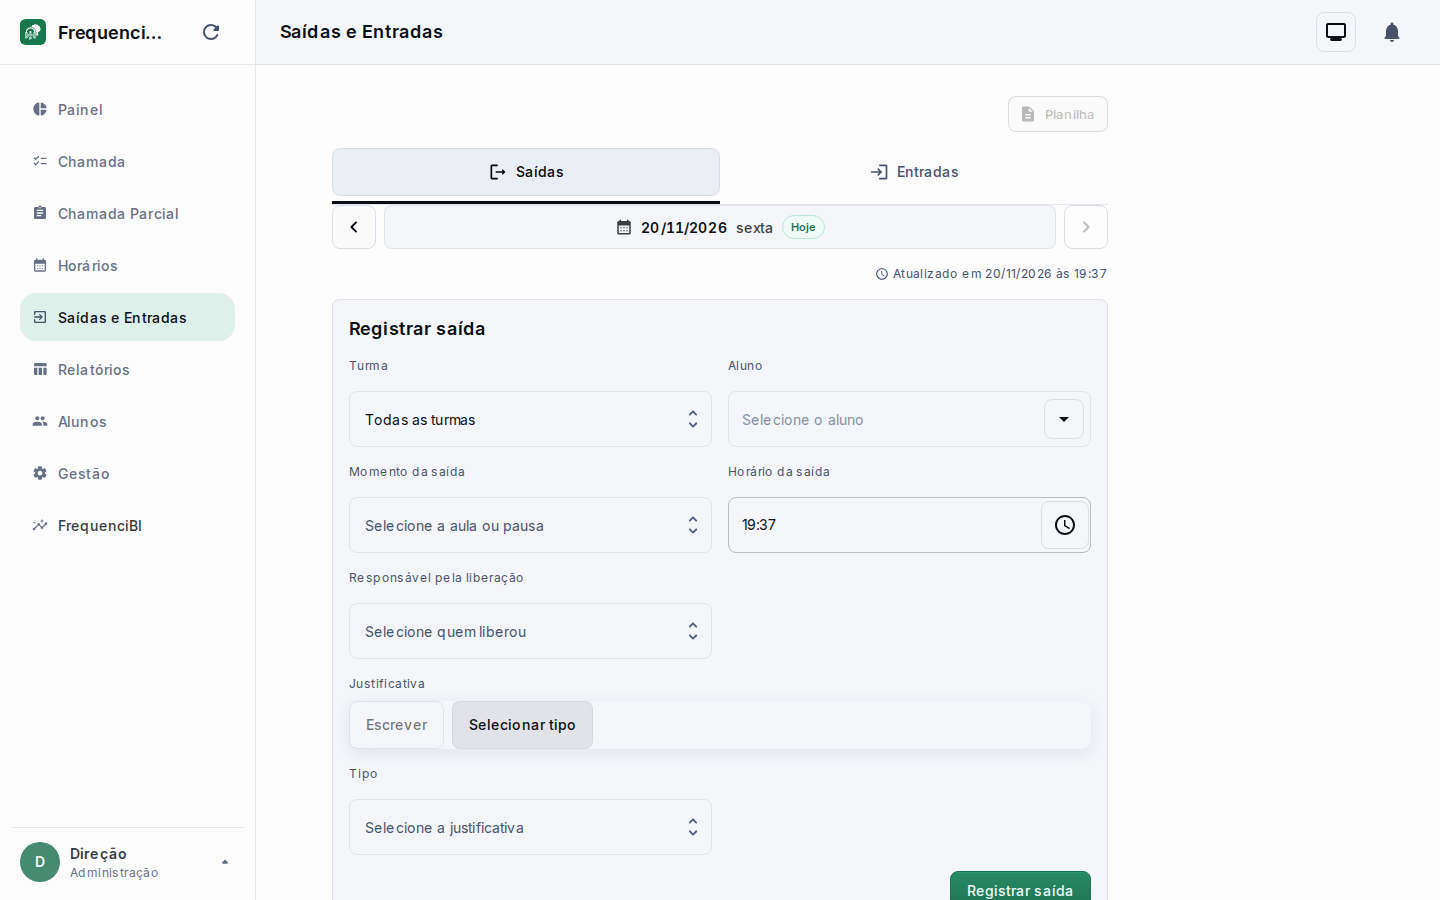 Frequenci...
Saídas e Entradas
Painel
Chamada
Chamada Parcial
Horários
Saídas e Entradas
Relatórios
Alunos
Gestão
FrequenciBI
D
Direção
Administração
Planilha
Saídas
Entradas
20/11/2026 sexta Hoje
Atualizado em 20/11/2026 às 19:37
Registrar saída
Turma
Aluno
Todas as turmas
Selecione o aluno
Momento da saída
Horário da saída
Selecione a aula ou pausa
19:37
Responsável pela liberação
Selecione quem liberou
Justificativa
Escrever
Selecionar tipo
Tipo
Selecione a justificativa
Registrar saída